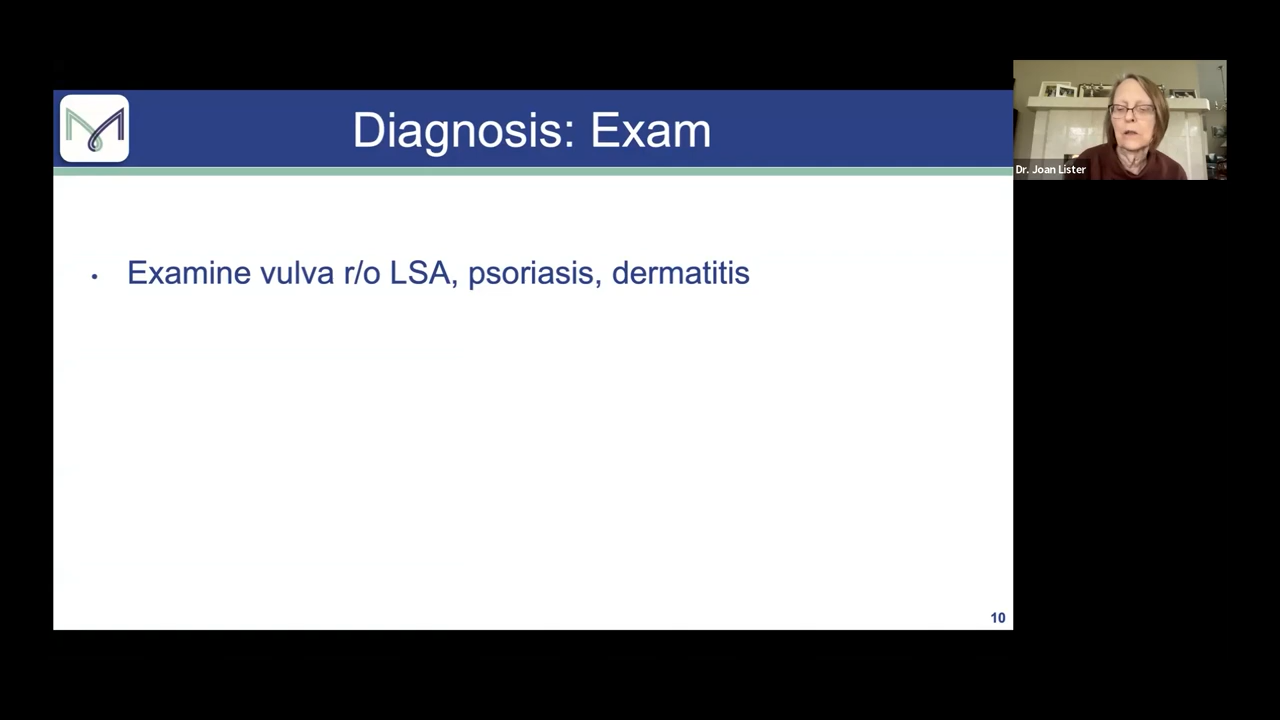 Diagnosis: Exam
Dr. Joan Lister
• Examine vulva r/o LSA, psoriasis, dermatitis
10